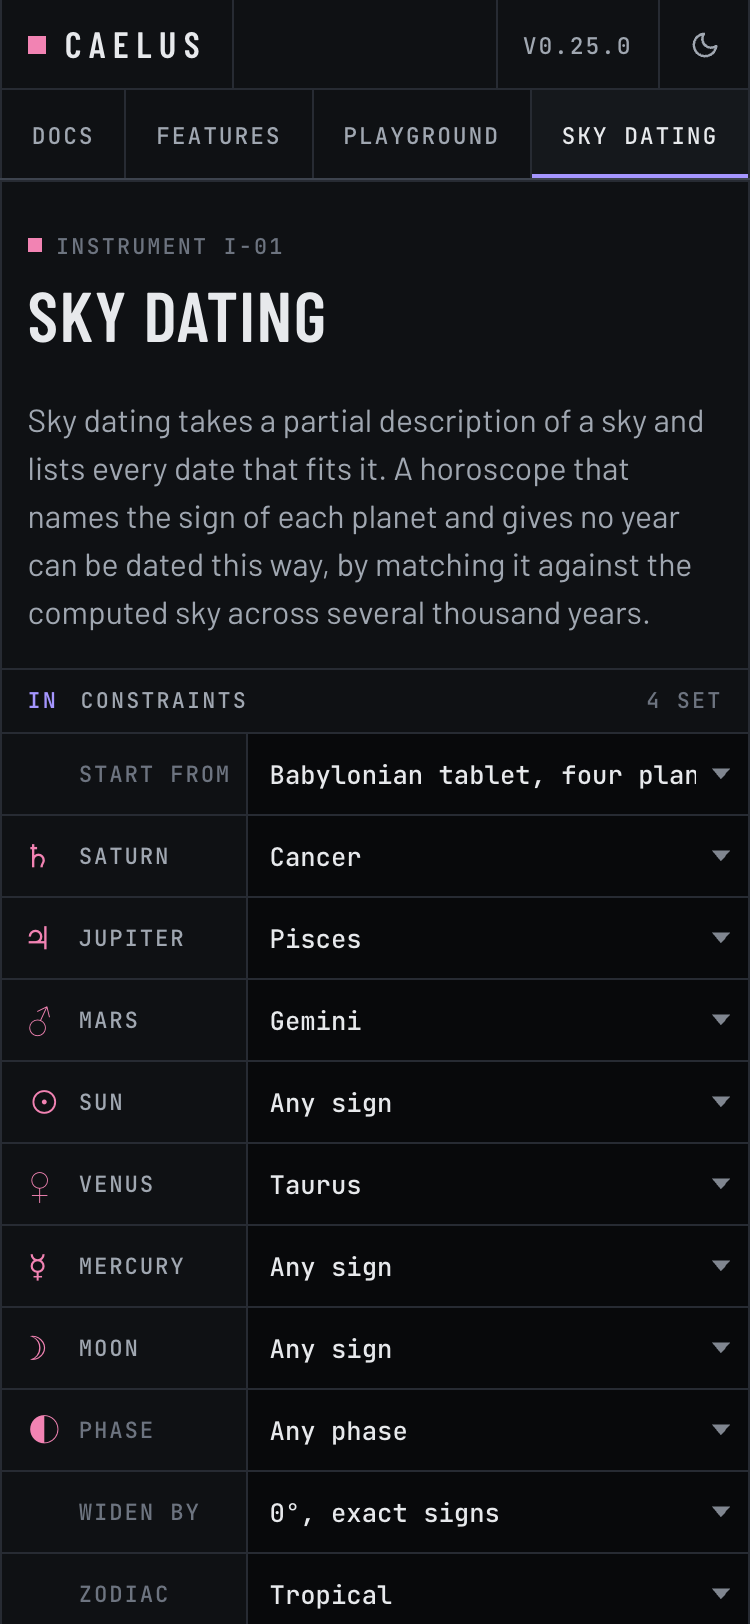 CAELUS
V0.25.0
DOCS
FEATURES
PLAYGROUND
SKY DATING
INSTRUMENT I-01
SKY DATING
Sky dating takes a partial description of a sky and
lists every date that fits it. A horoscope that
names the sign of each planet and gives no year
can be dated this way, by matching it against the
computed sky across several thousand years.
IN CONSTRAINTS 4 SET
START FROM Babylonian tablet, four plan
♄ SATURN Cancer
♃ JUPITER Pisces
♂ MARS Gemini
☉ SUN Any sign
♀ VENUS Taurus
☿ MERCURY Any sign
☽ MOON Any sign
PHASE Any phase
WIDEN BY 0°, exact signs
ZODIAC Tropical